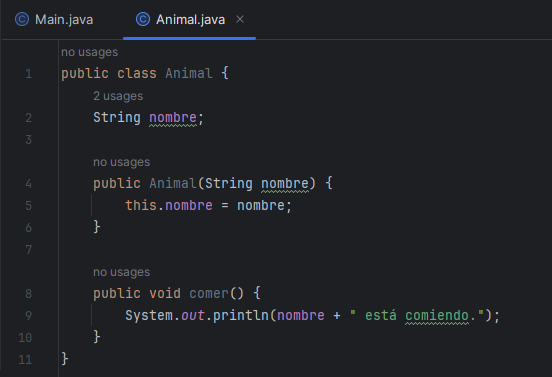 Main.java Animal.java ×
no usages
1 public class Animal {
2 usages
2 String nombre;
3
no usages
4 public Animal(String nombre) {
5 this.nombre = nombre;
6 }
7
no usages
8 public void comer() {
9 System.out.println(nombre + " está comiendo.");
10 }
11 }